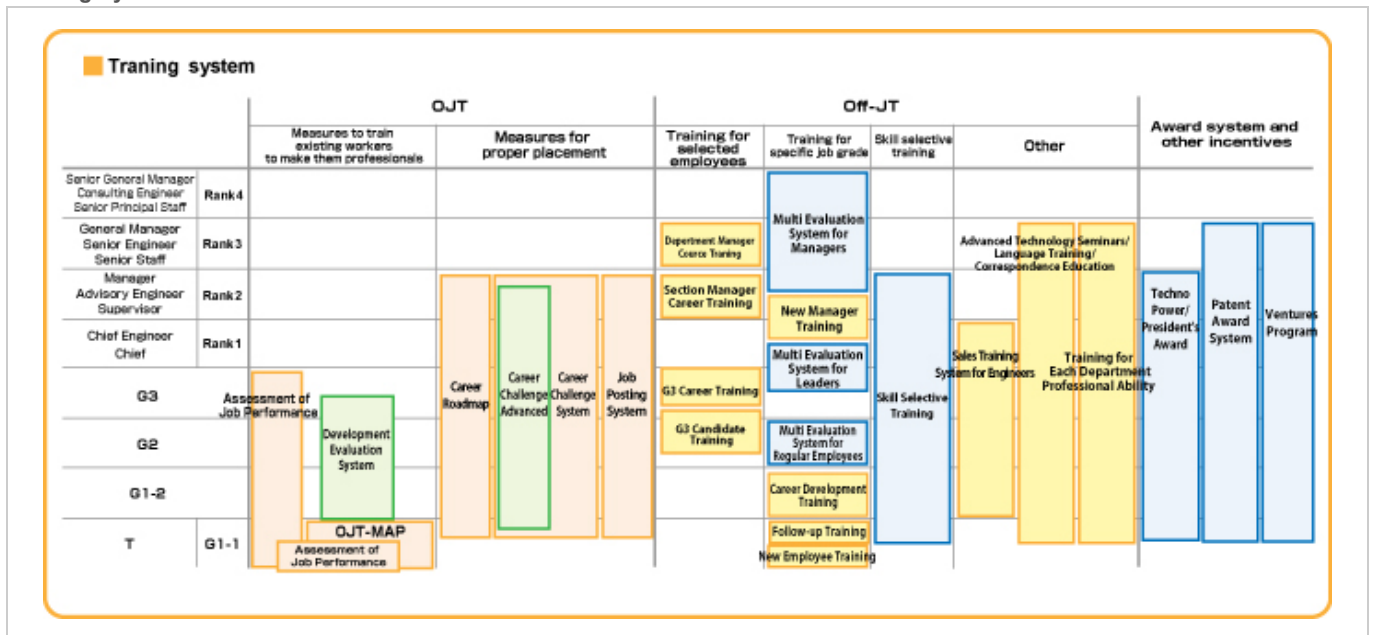 Traning system
OJT
Off-JT
Award system and
other incentives
Measures to train
existing workers
to make them professionals
Measures for
proper placement
Training for
selected
employees
Training for
specific job grade
Skill selective
training
Other
Senior General Manager
Consulting Engineer
Senior Principal Staff
Rank4
General Manager
Senior Engineer
Senior Staff
Rank3
Manager
Advisory Engineer
Supervisor
Rank2
Chief Engineer
Chief
Rank1
G3
G2
G1-2
T
G1-1
Assessment of
Job Performance
Development
Evaluation
System
OJT-MAP
Assessment of
Job Performance
Career
Roadmap
Career
Challenge
Advanced
Career
Challenge
System
Job
Posting
System
Department Manager
Cource Traning
Section Manager
Career Training
G3 Career Training
G3 Candidate
Training
Multi Evaluation
System for
Managers
New Manager
Training
Multi Evaluation
System for
Leaders
Multi Evaluation
System for
Regular Employees
Career Development
Training
Follow-up Training
New Employee Training
Skill Selective
Training
Sales Training
System for Engineers
Advanced Technology Seminars/
Language Training/
Correspondence Education
Training for
Each Department
Professional Ability
Techno
Power/
President's
Award
Patent
Award
System
Ventures
Program